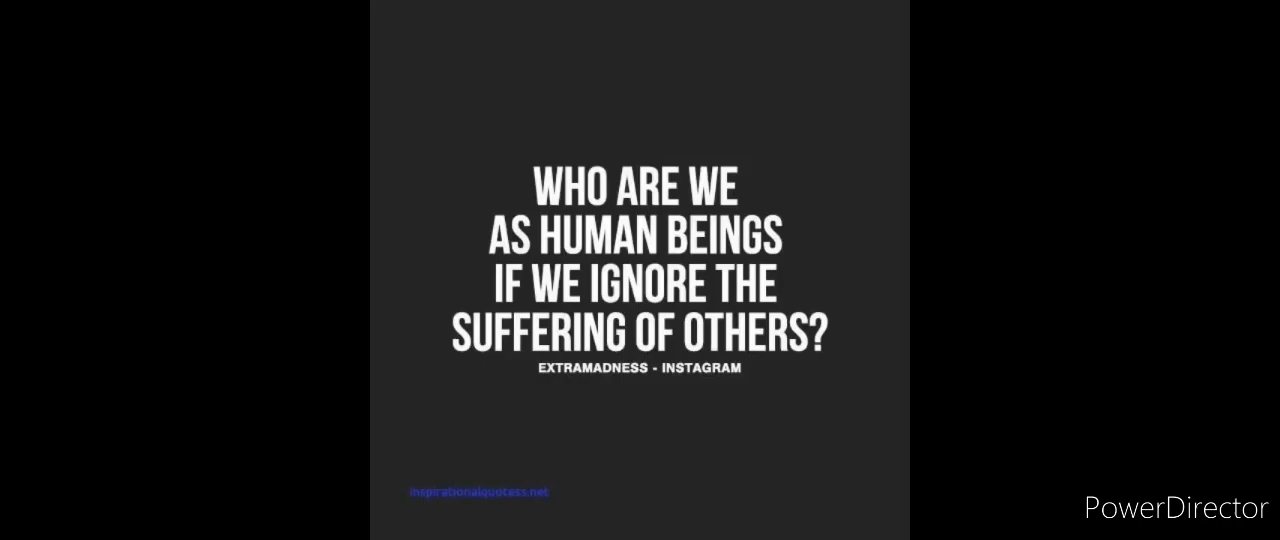 WHO ARE WE
AS HUMAN BEINGS
IF WE IGNORE THE
SUFFERING OF OTHERS?
EXTRAMADNESS - INSTAGRAM
inspirationalquotess.net
PowerDirector